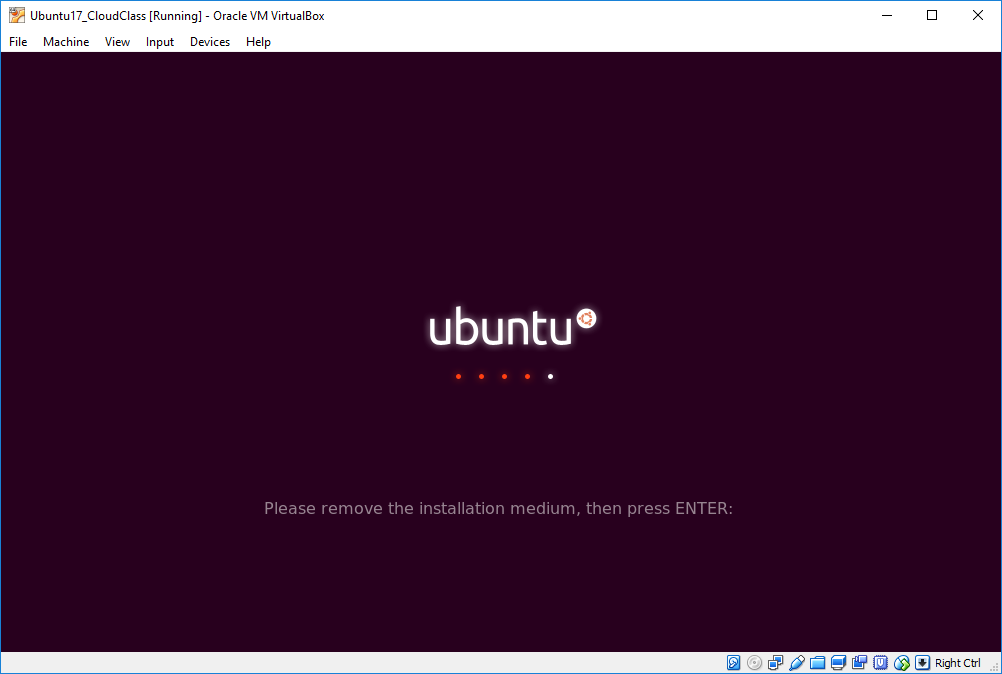 Ubuntu17_CloudClass [Running] - Oracle VM VirtualBox
File Machine View Input Devices Help
ubuntu
Please remove the installation medium, then press ENTER:
Right Ctrl